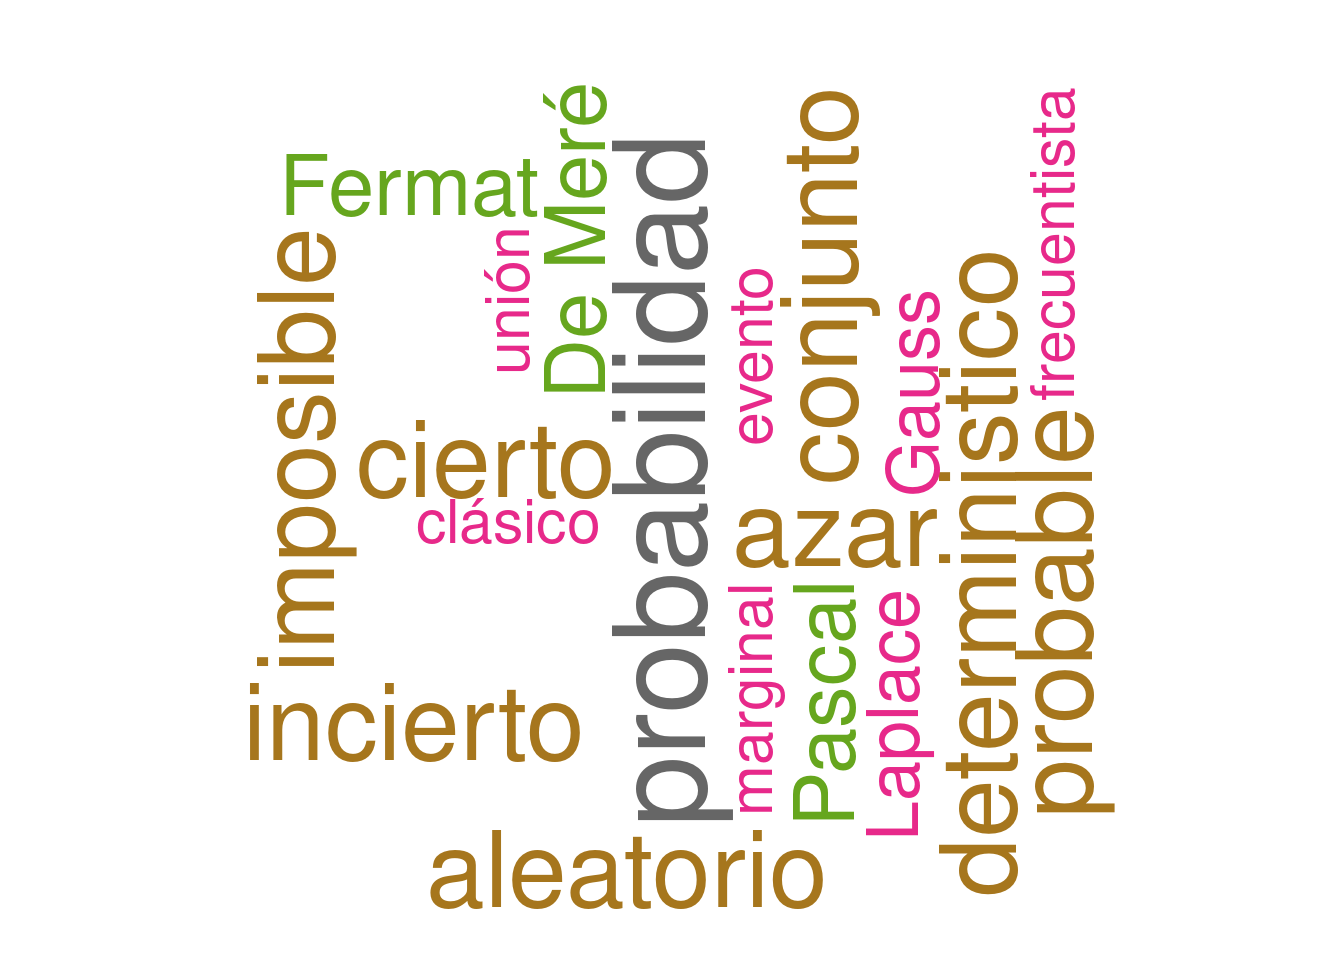 Fermat
De Meré
probabilidad
conjunto
frecuentista
imposible
unión
evento
Gauss
determinístico
cierto
clásico
azar
probable
incierto
marginal
Pascal
Laplace
aleatorio